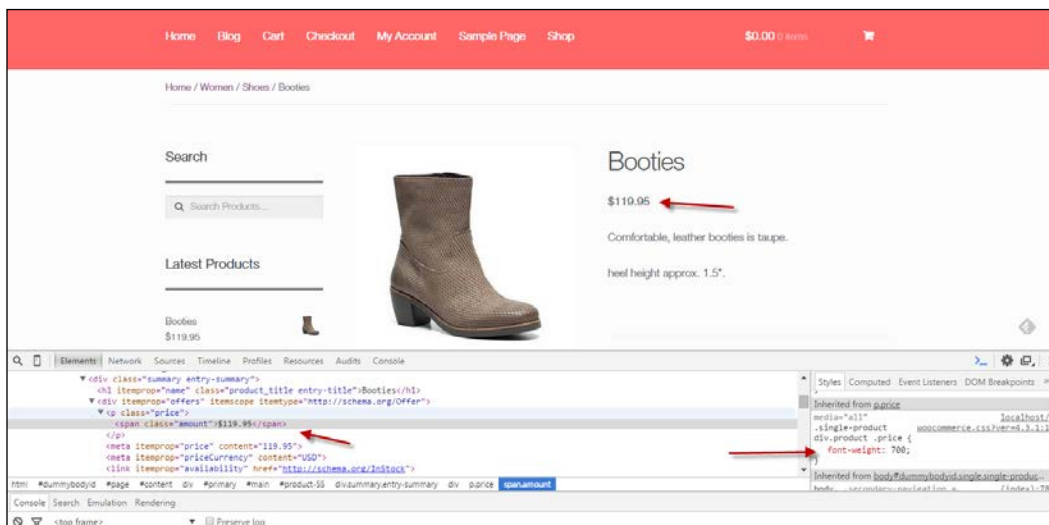 Home Blog Cart Checkout My Account Sample Page Shop $0.00 0 items
Home / Women / Shoes / Booties
Search
Search Products...
Latest Products
Booties
$119.95
Booties
$119.95
Comfortable, leather booties is taupe.
heel height approx. 1.5".
Elements Network Sources Timeline Profiles Resources Audits Console
▼<div class="summary entry-summary">
<h1 itemprop="name" class="product_title entry-title">Booties</h1>
▼<div itemprop="offers" itemscope itemtype="http://schema.org/Offer">
▼<p class="price">
<span class="amount">$119.95</span>
</p>
<meta itemprop="price" content="119.95">
<meta itemprop="priceCurrency" content="USD">
<link itemprop="availability" href="http://schema.org/InStock">
html #dummybodyid #page #content div #primary #main #product-55 div.summary.entry-summary div p.price span.amount
Styles Computed Event Listeners DOM Breakpoints »
}
Inherited from p.price
media="all" localhost/
.single-product woocommerce.css?ver=4.3.1:1
div.product .price {
font-weight: 700;
}
Inherited from body#dummybodyid.single.single-produc...
body, .secondary-navigation a, (index):78
Console Search Emulation Rendering
<top frame> ▼ Preserve log